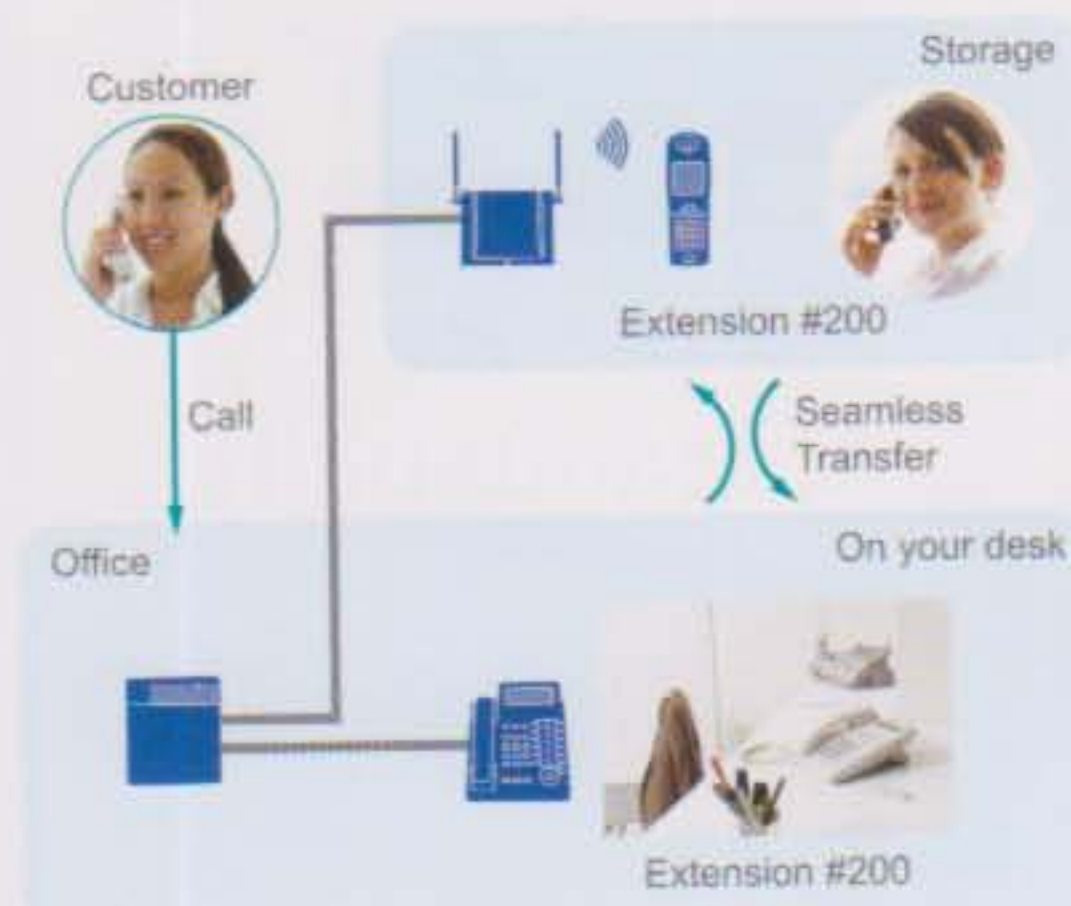 Storage
Customer
Extension #200
Call
Seamless
Transfer
Office
On your desk
Extension #200